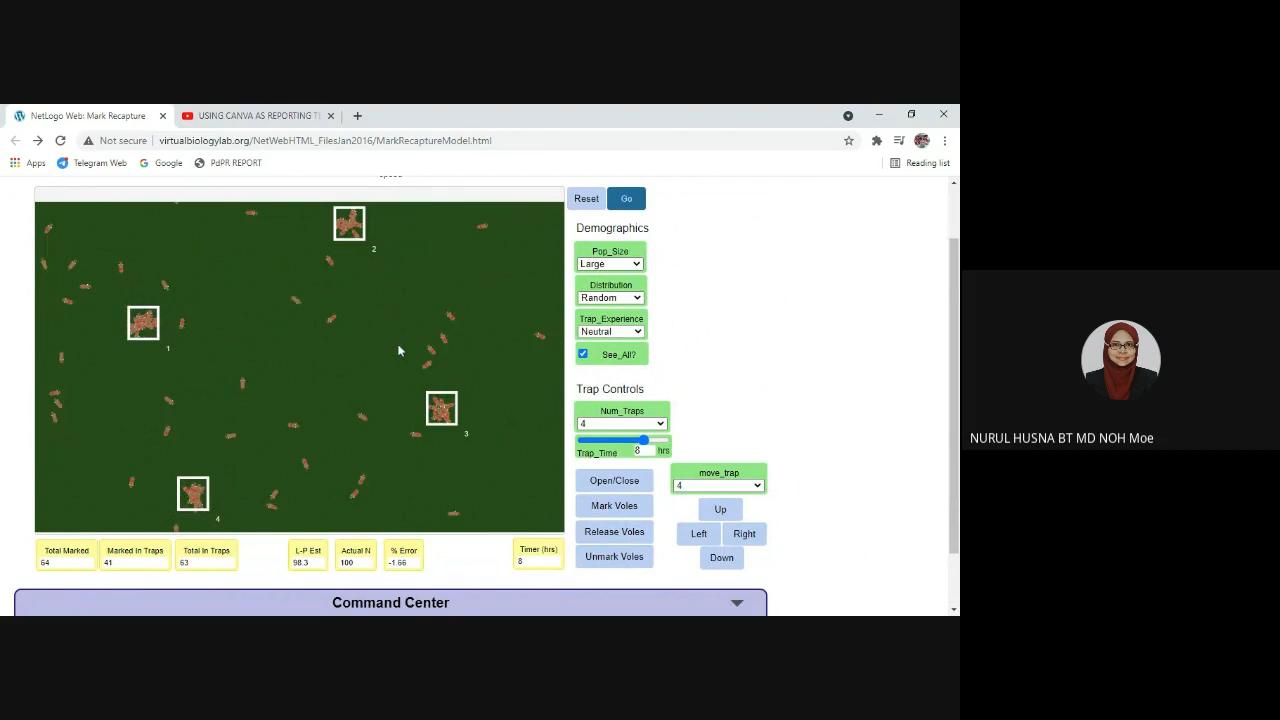 NetLogo Web: Mark Recapture
USING CANVA AS REPORTING T
Not secure
virtualbiologylab.org/NetWebHTML_FilesJan2016/MarkRecaptureModel.html
Apps
Telegram Web
Google
PdPR REPORT
Reading list
Reset
Go
Demographics
Pop_Size
Large
Distribution
Random
Trap_Experience
Neutral
See_All?
Trap Controls
Num_Traps
4
Trap_Time
8
hrs
Open/Close
Mark Voles
Release Voles
Unmark Voles
move_trap
4
Up
Left
Right
Down
2
1
3
4
Total Marked
64
Marked In Traps
41
Total In Traps
63
L-P Est
98.3
Actual N
100
% Error
-1.66
Timer (hrs)
8
Command Center
NURUL HUSNA BT MD NOH Moe